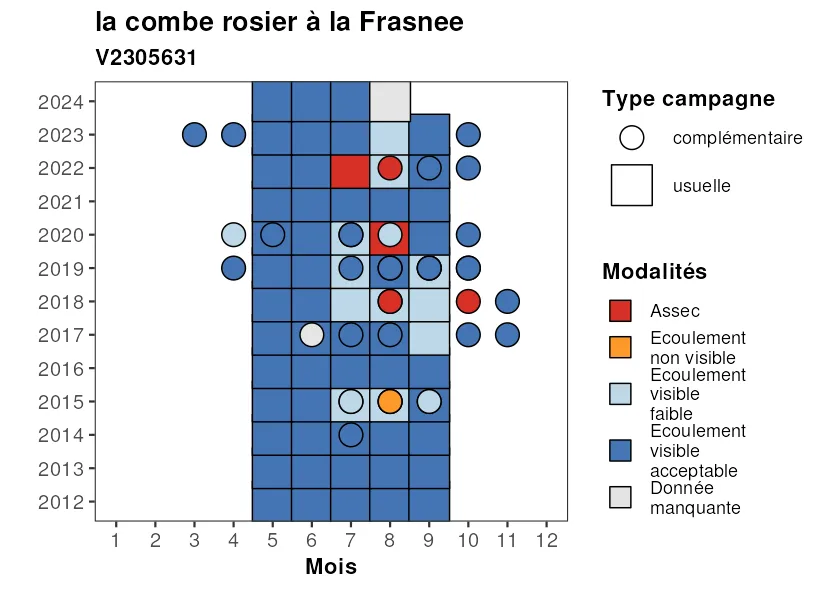 la combe rosier à la Frasnee
V2305631
2024
2023
2022
2021
2020
2019
2018
2017
2016
2015
2014
2013
2012
1 2 3 4 5 6 7 8 9 10 11 12
Mois
Type campagne
complémentaire
usuelle
Modalités
Assec
Ecoulement
non visible
Ecoulement
visible
faible
Ecoulement
visible
acceptable
Donnée
manquante